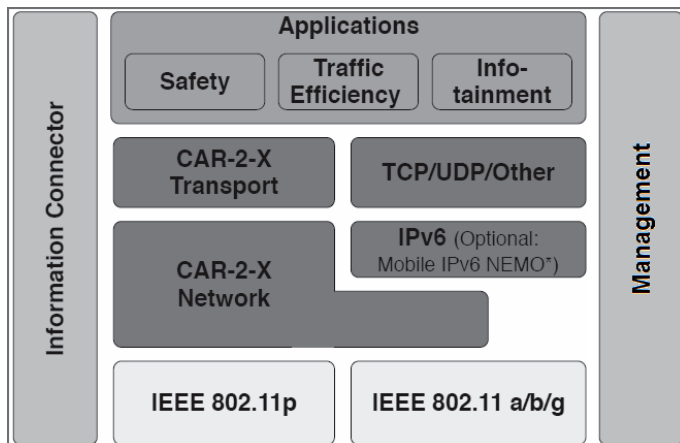 Information Connector
Applications
Safety
Traffic
Efficiency
Info-
tainment
CAR-2-X
Transport
TCP/UDP/Other
CAR-2-X
Network
IPv6 (Optional:
Mobile IPv6 NEMO*)
IEEE 802.11p
IEEE 802.11 a/b/g
Management